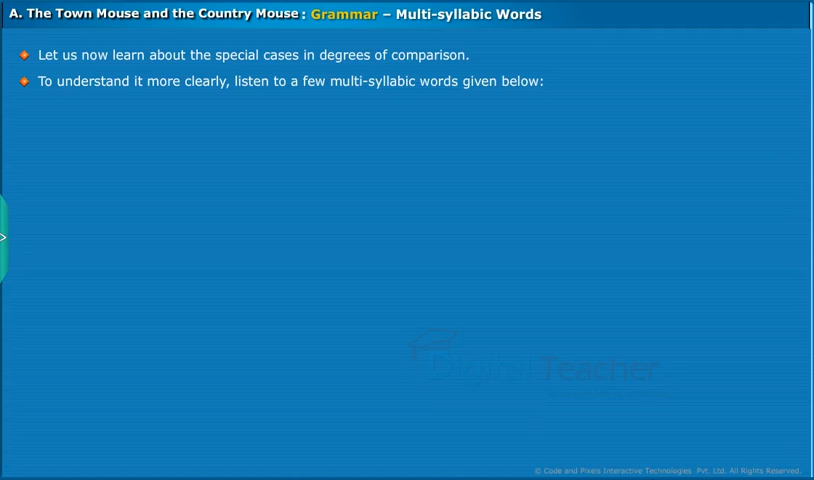 A. The Town Mouse and the Country Mouse : Grammar – Multi-syllabic Words
Let us now learn about the special cases in degrees of comparison.
To understand it more clearly, listen to a few multi-syllabic words given below:
>
Digital Teacher
© Code and Pixels Interactive Technologies Pvt. Ltd. All Rights Reserved.